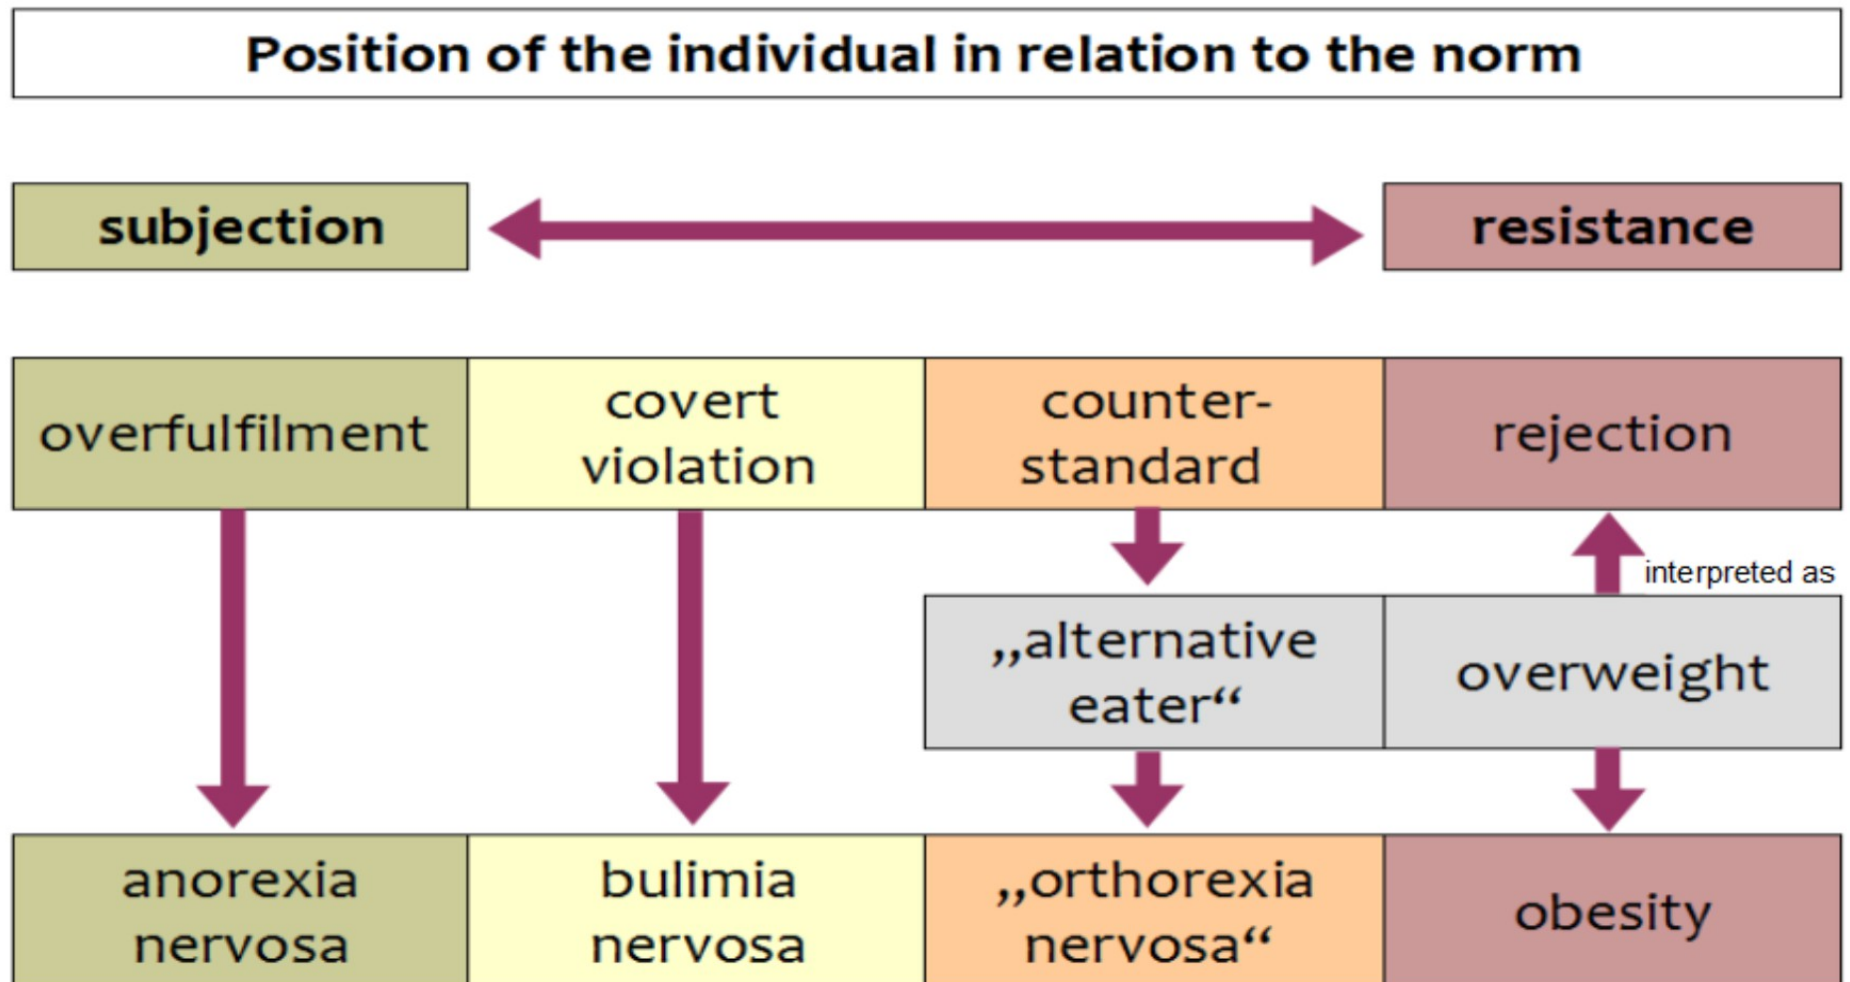 Position of the individual in relation to the norm
subjection
resistance
overfulfilment
covert
violation
counter-
standard
rejection
interpreted as
„alternative
eater“
overweight
anorexia
nervosa
bulimia
nervosa
„orthorexia
nervosa“
obesity